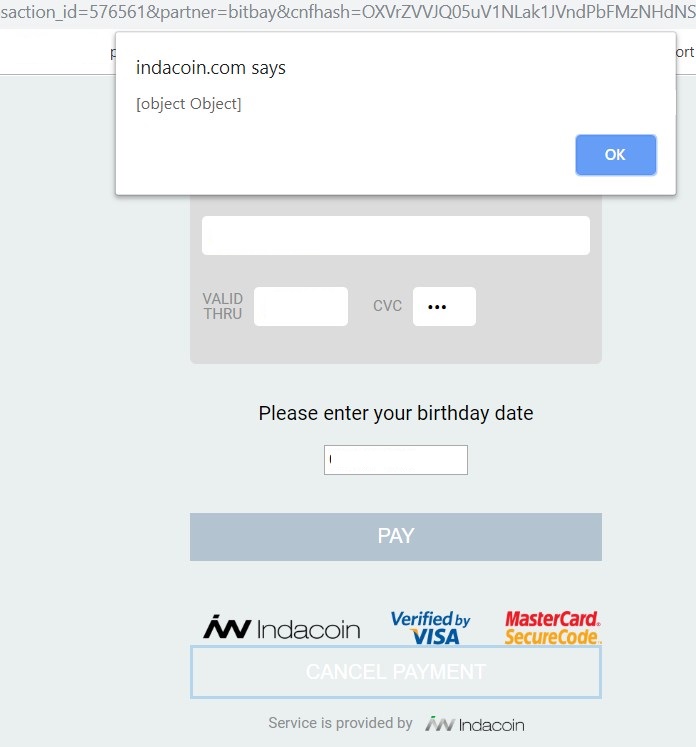 saction_id=576561&partner=bitbay&cnfhash=OXVrZVVJQ05uV1NLak1JVndPbFMzNHdNS
indacoin.com says
[object Object]
OK
VALID
THRU
CVC
•••
Please enter your birthday date
PAY
Indacoin
Verified by
VISA
MasterCard.
SecureCode.
CANCEL PAYMENT
Service is provided by Indacoin